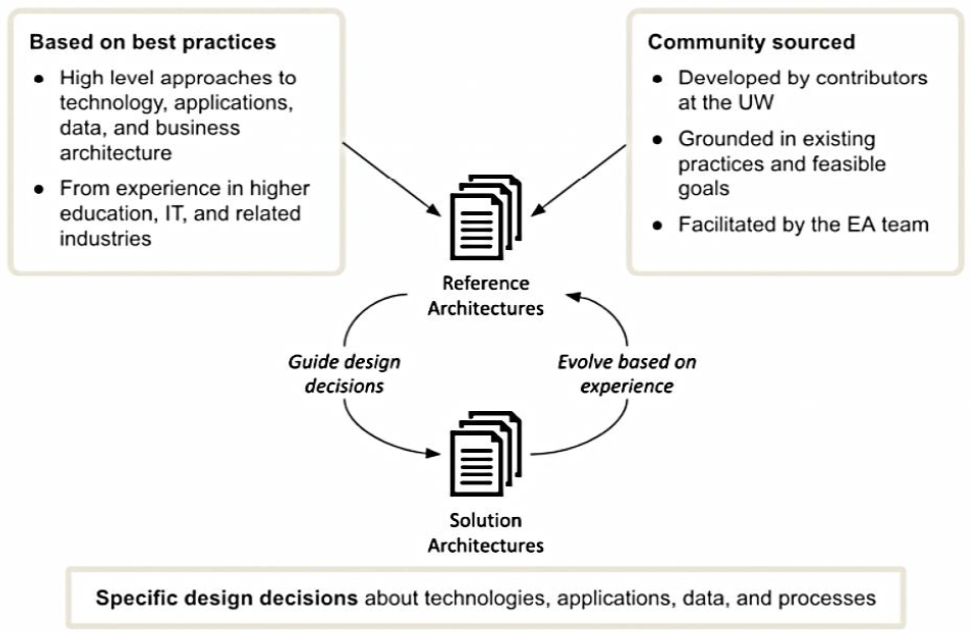 Based on best practices
● High level approaches to
technology, applications,
data, and business
architecture
● From experience in higher
education, IT, and related
industries
Community sourced
● Developed by contributors
at the UW
● Grounded in existing
practices and feasible
goals
● Facilitated by the EA team
Reference
Architectures
Guide design
decisions
Evolve based on
experience
Solution
Architectures
Specific design decisions about technologies, applications, data, and processes